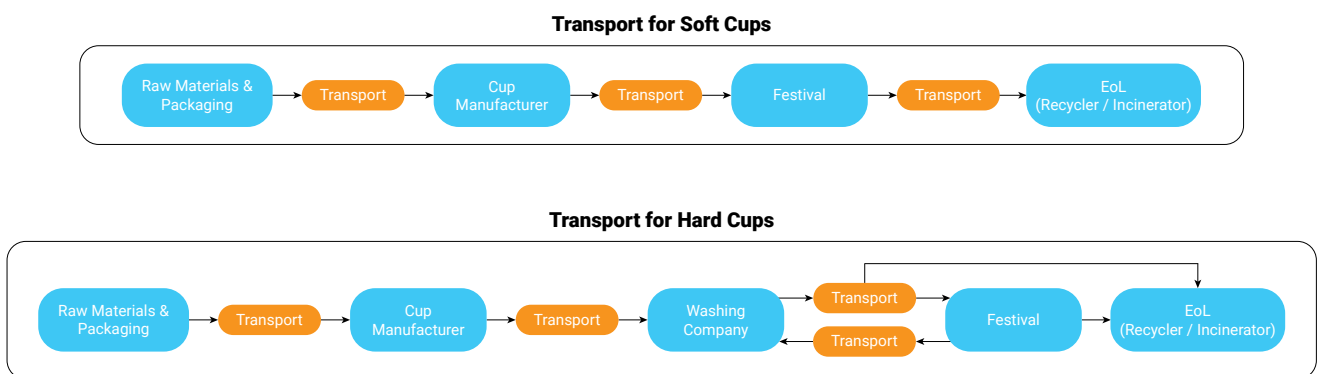 Transport for Soft Cups
Raw Materials &
Packaging
Transport
Cup
Manufacturer
Transport
Festival
Transport
EoL
(Recycler / Incinerator)
Transport for Hard Cups
Raw Materials &
Packaging
Transport
Cup
Manufacturer
Transport
Washing
Company
Transport
Transport
Festival
EoL
(Recycler / Incinerator)